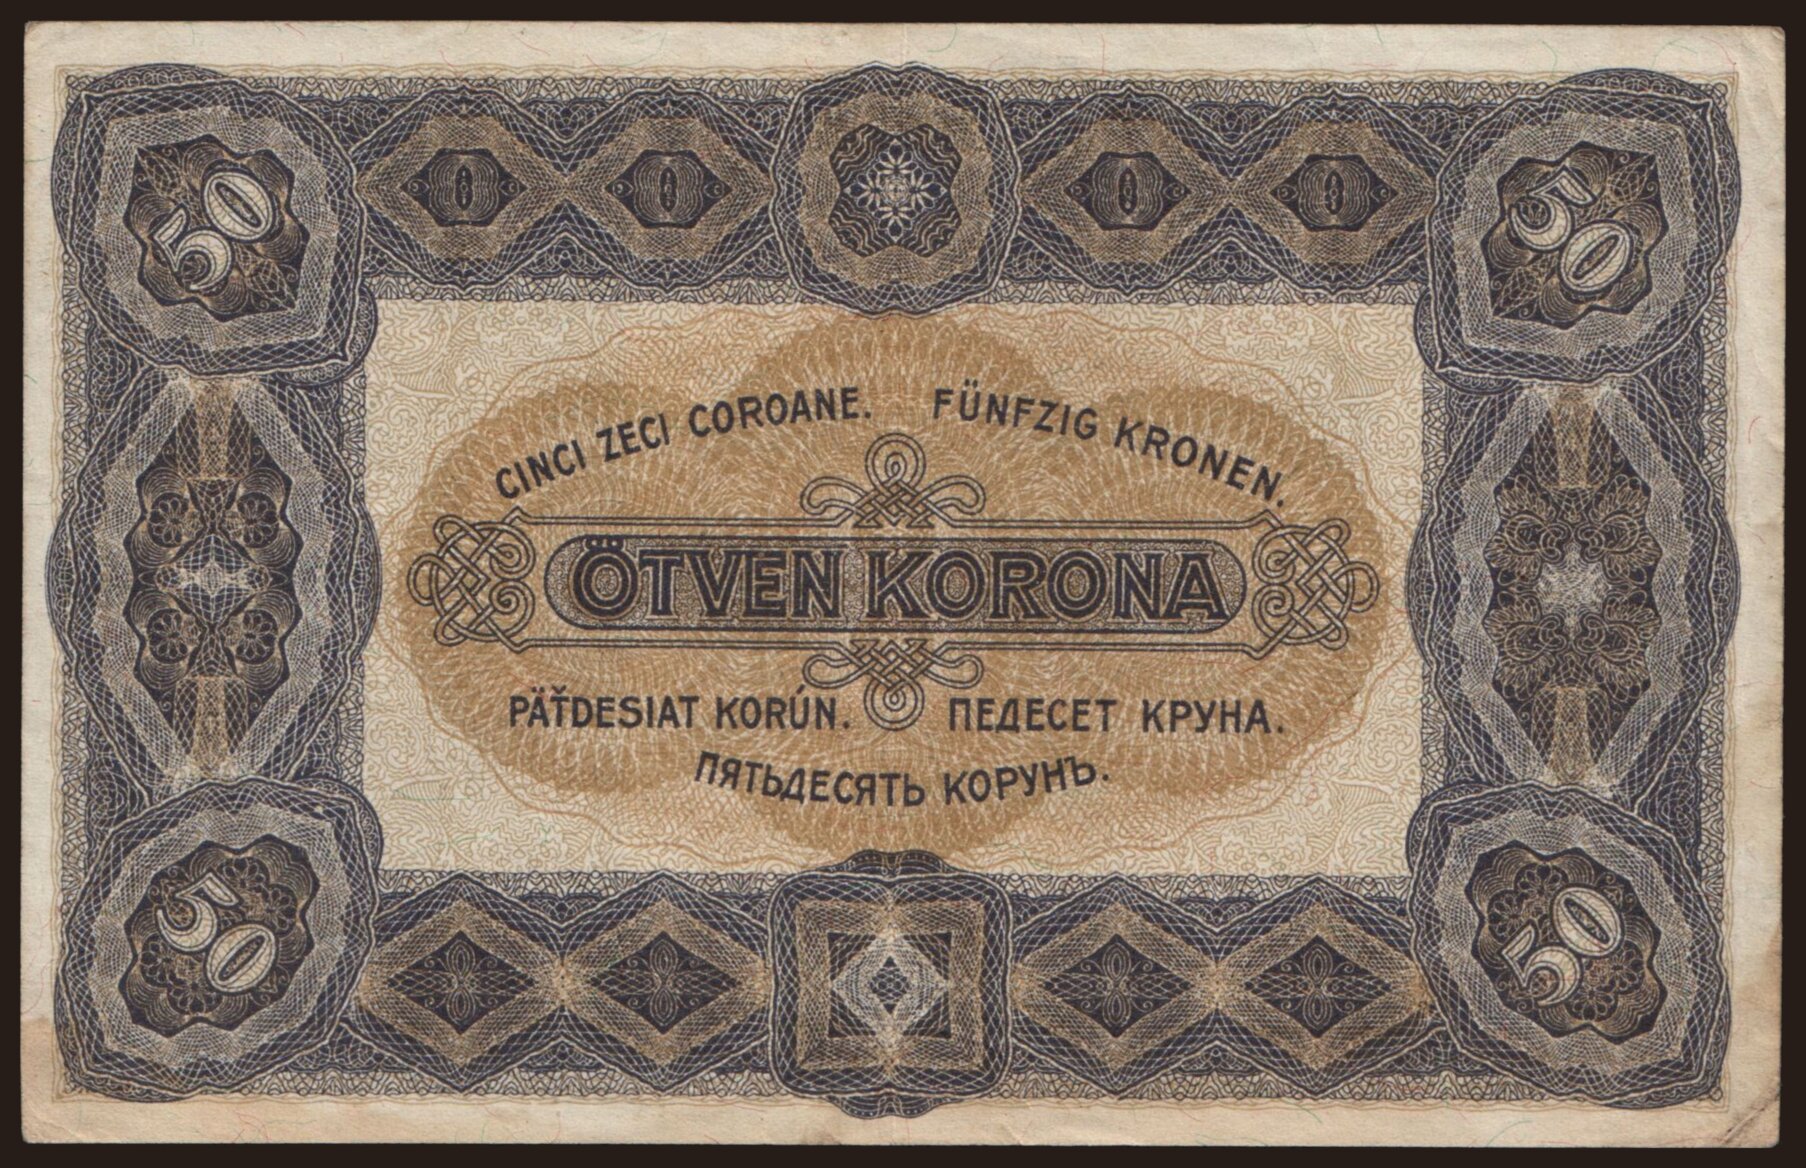 50
50
CINCI ZECI COROANE. FÜNFZIG KRONEN.
ÖTVEN KORONA
PÄŤDESIAT KORÚN. ПЕДЕСЕТ КРУНА.
ПЯТЬДЕСЯТЬ КОРУНЪ.
50
50